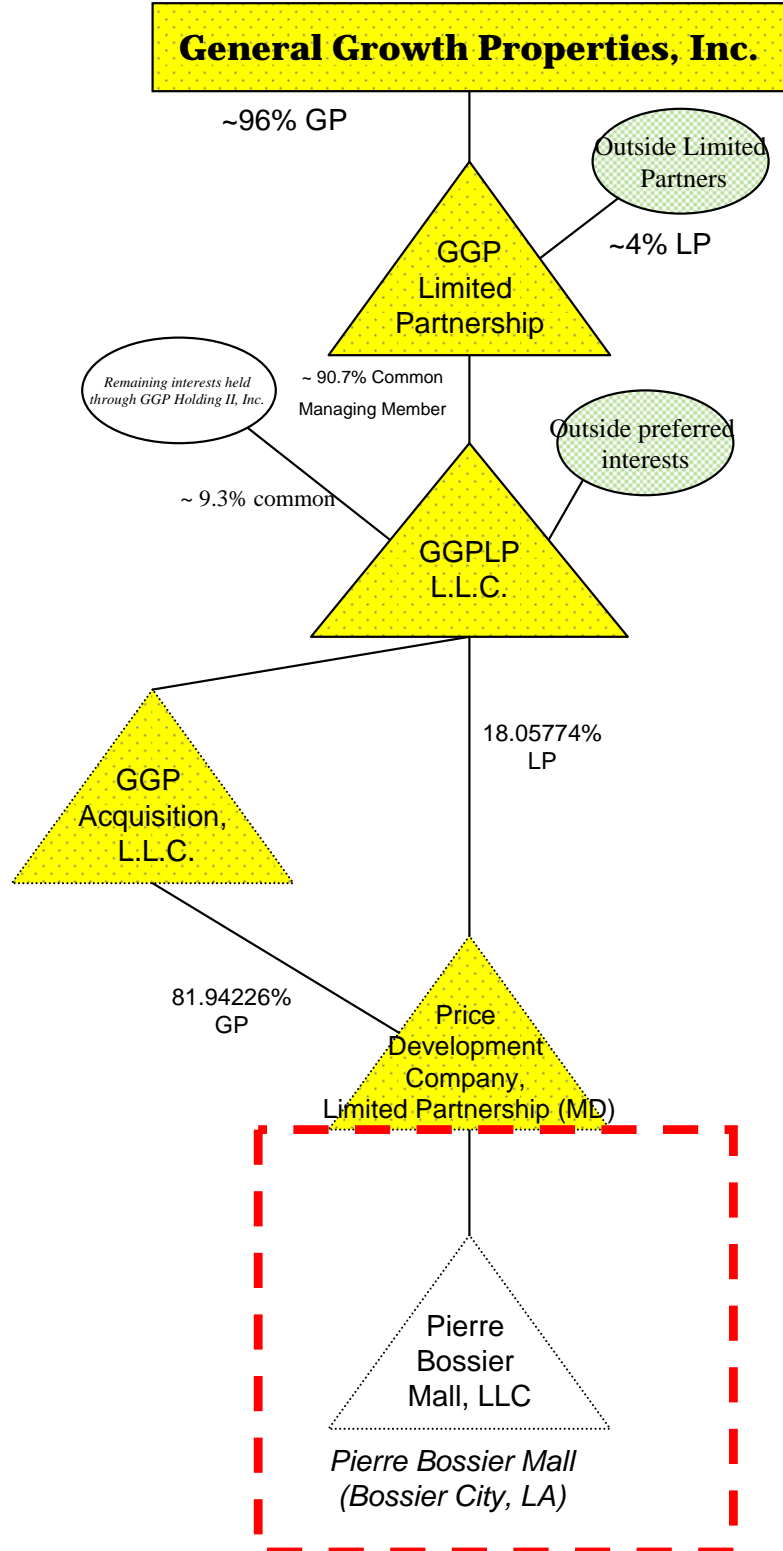 General Growth Properties, Inc.
~96% GP
Outside Limited
Partners
~4% LP
GGP
Limited
Partnership
Remaining interests held
through GGP Holding II, Inc.
~ 90.7% Common
Managing Member
Outside preferred
interests
~ 9.3% common
GGPLP
L.L.C.
18.05774%
LP
GGP
Acquisition,
L.L.C.
81.94226%
GP
Price
Development
Company,
Limited Partnership (MD)
Pierre
Bossier
Mall, LLC
Pierre Bossier Mall
(Bossier City, LA)